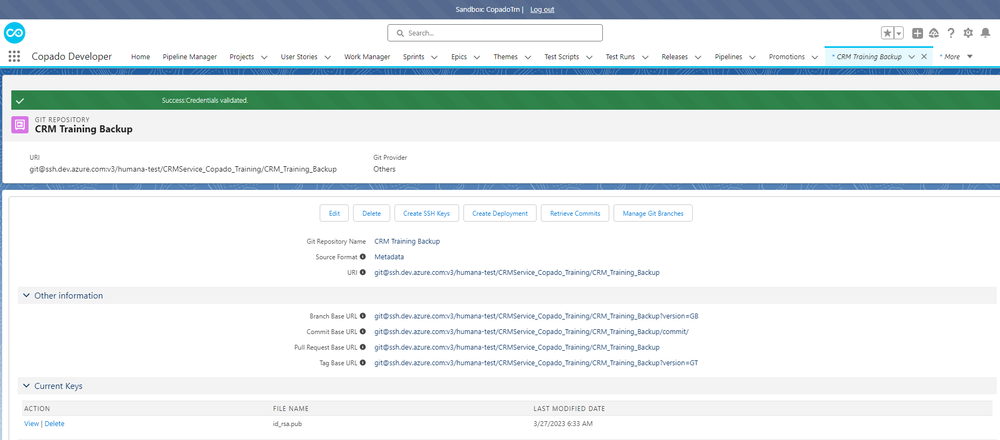 Sandbox: CopadoTrn | Log out
Search...
Copado Developer Home Pipeline Manager Projects User Stories Work Manager Sprints Epics Themes Test Scripts Test Runs Releases Pipelines Promotions * CRM Training Backup * More
Success:Credentials validated.
GIT REPOSITORY
CRM Training Backup
URI Git Provider
git@ssh.dev.azure.com:v3/humana-test/CRMService_Copado_Training/CRM_Training_Backup Others
Edit Delete Create SSH Keys Create Deployment Retrieve Commits Manage Git Branches
Git Repository Name CRM Training Backup
Source Format Metadata
URI git@ssh.dev.azure.com:v3/humana-test/CRMService_Copado_Training/CRM_Training_Backup
Other information
Branch Base URL git@ssh.dev.azure.com:v3/humana-test/CRMService_Copado_Training/CRM_Training_Backup?version=GB
Commit Base URL git@ssh.dev.azure.com:v3/humana-test/CRMService_Copado_Training/CRM_Training_Backup/commit/
Pull Request Base URL git@ssh.dev.azure.com:v3/humana-test/CRMService_Copado_Training/CRM_Training_Backup
Tag Base URL git@ssh.dev.azure.com:v3/humana-test/CRMService_Copado_Training/CRM_Training_Backup?version=GT
Current Keys
ACTION FILE NAME LAST MODIFIED DATE
View | Delete id_rsa.pub 3/27/2023 6:33 AM